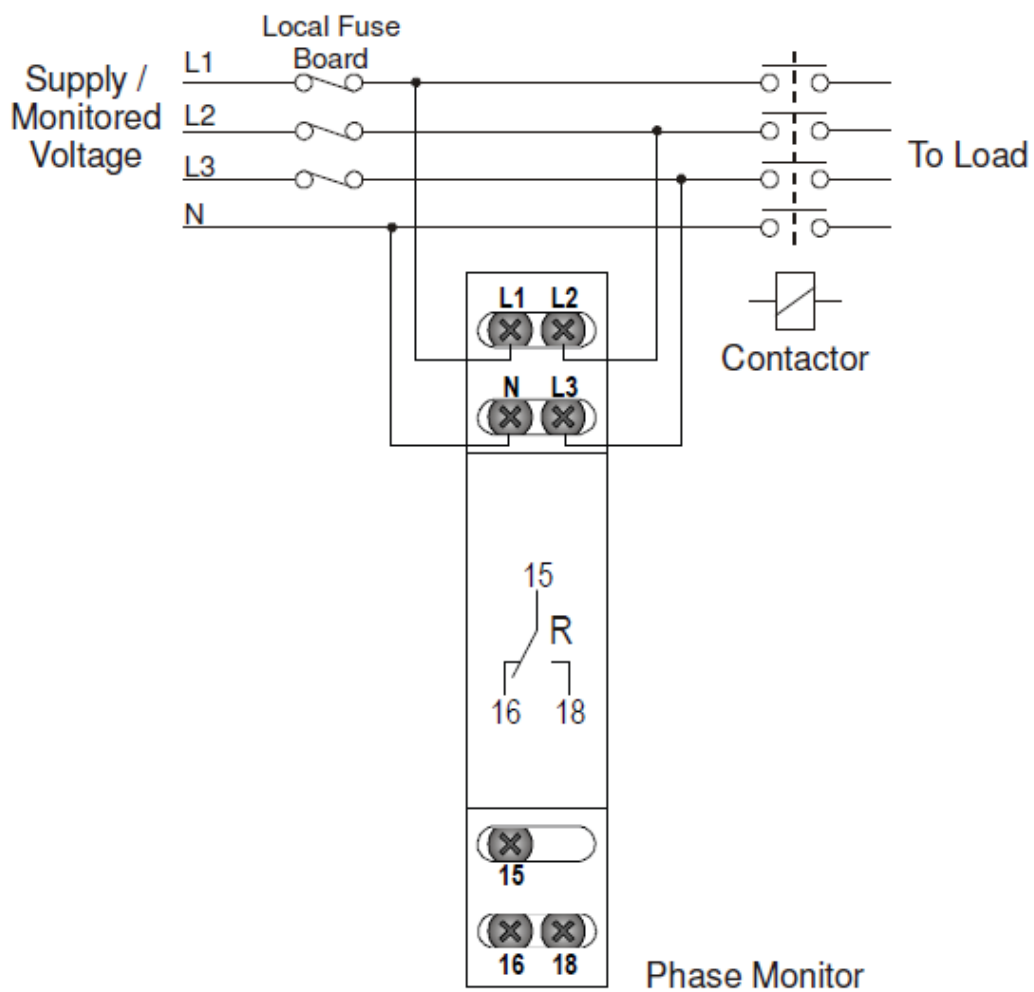 Local Fuse
Board
Supply /
Monitored
Voltage
L1
L2
L3
N
To Load
L1 L2
N L3
Contactor
15
R
16 18
15
16 18
Phase Monitor